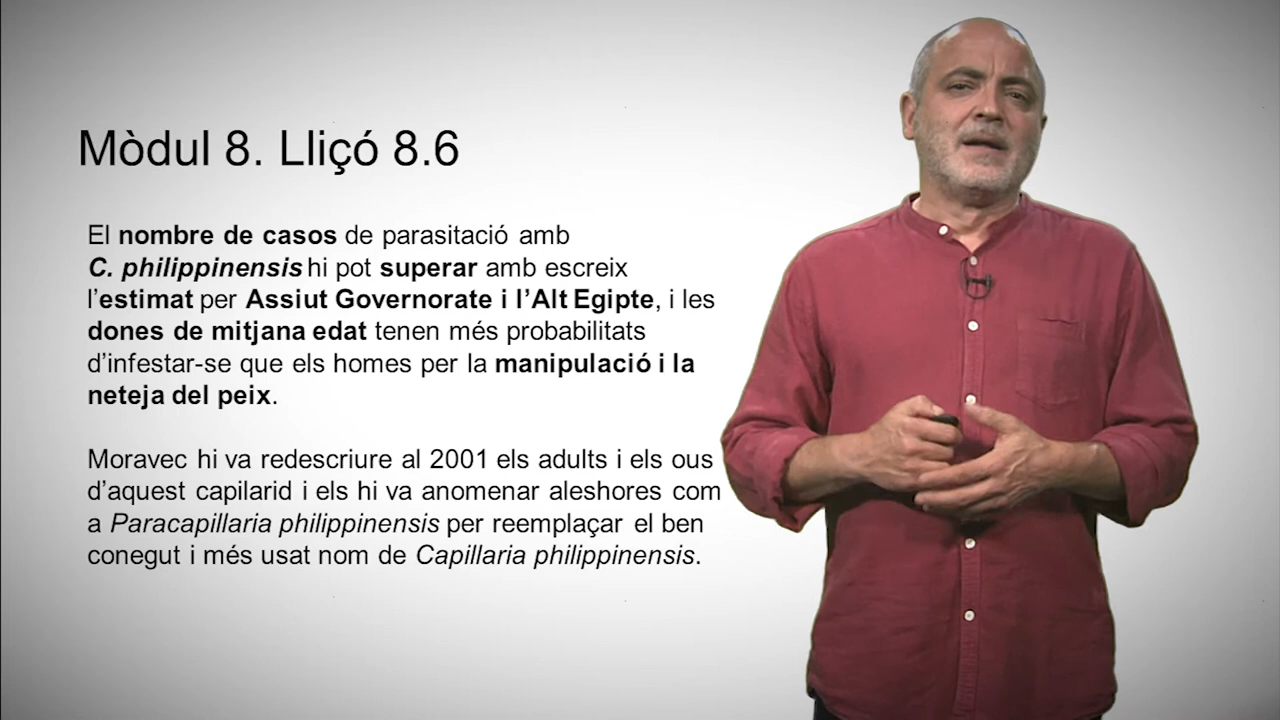 Mòdul 8. Lliçó 8.6
El nombre de casos de parasitació amb
C. philippinensis hi pot superar amb escreix
l’estimat per Assiut Governorate i l’Alt Egipte, i les
dones de mitjana edat tenen més probabilitats
d’infestar-se que els homes per la manipulació i la
neteja del peix.
Moravec hi va redescriure al 2001 els adults i els ous
d’aquest capilarid i els hi va anomenar aleshores com
a Paracapillaria philippinensis per reemplaçar el ben
conegut i més usat nom de Capillaria philippinensis.